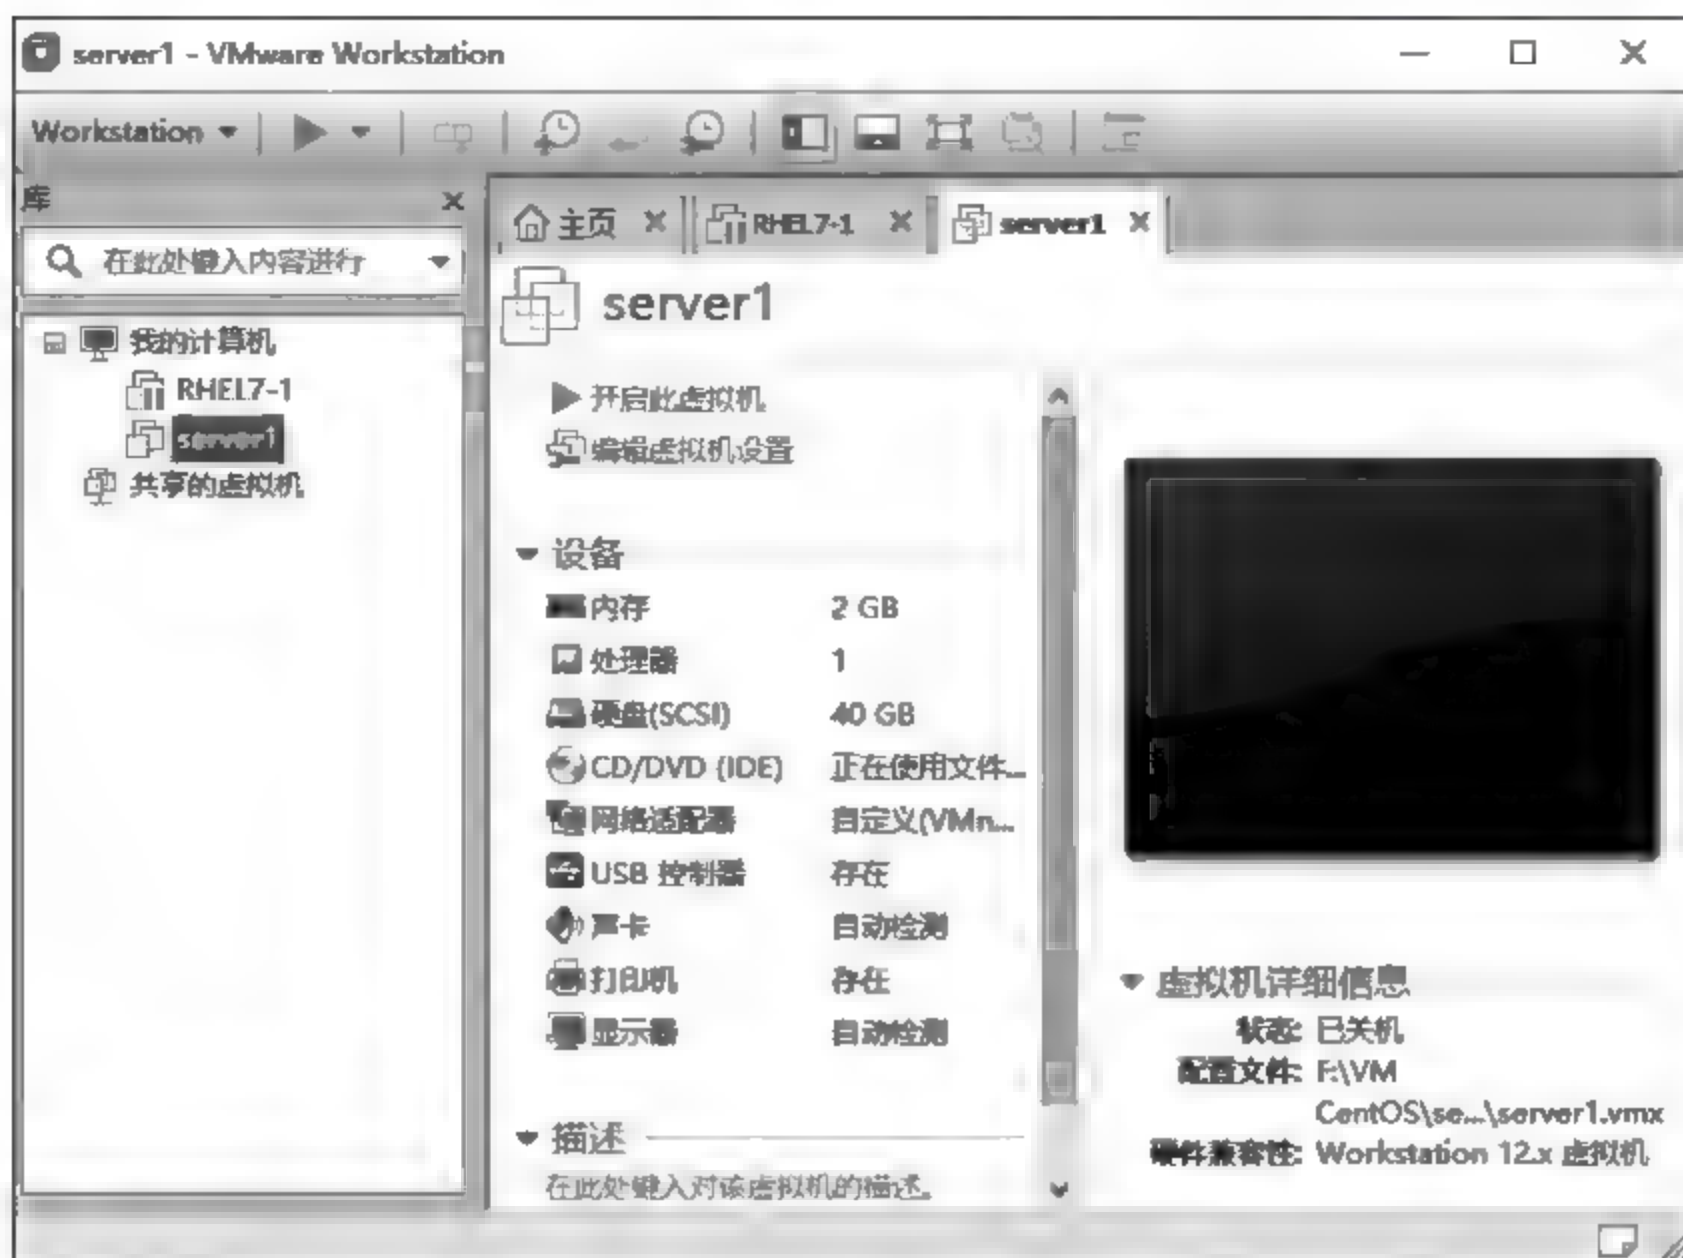 server1 - VMware Workstation
Workstation
库
在此处键入内容进行
我的计算机
RHEL7-1
server1
共享的虚拟机
主页
RHEL7-1
server1
server1
开启此虚拟机
编辑虚拟机设置
设备
内存 2 GB
处理器 1
硬盘(SCSI) 40 GB
CD/DVD (IDE) 正在使用文件...
网络适配器 自定义(VMn...
USB 控制器 存在
声卡 自动检测
打印机 存在
显示器 自动检测
描述
在此处键入对该虚拟机的描述。
虚拟机详细信息
状态: 已关机
配置文件: F:\VM
CentOS\se...\server1.vmx
硬件兼容性: Workstation 12.x 虚拟机